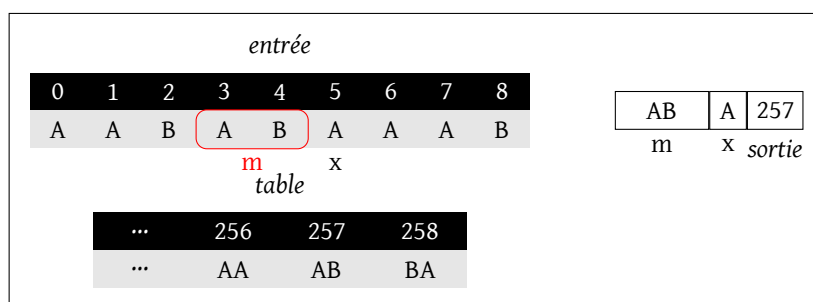 entrée
0 1 2 3 4 5 6 7 8
A A B A B A A A B
m x
table
... 256 257 258
... AA AB BA
AB A 257
m x sortie